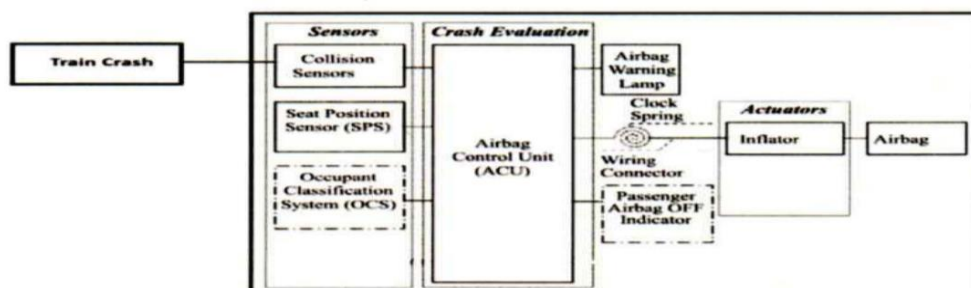 Sensors
Crash Evaluation
Train Crash
Collision
Sensors
Seat Position
Sensor (SPS)
Occupant
Classification
System (OCS)
Airbag
Control Unit
(ACU)
Airbag
Warning
Lamp
Clock
Spring
Wiring
Connector
Passenger
Airbag OFF
Indicator
Actuators
Inflator
Airbag